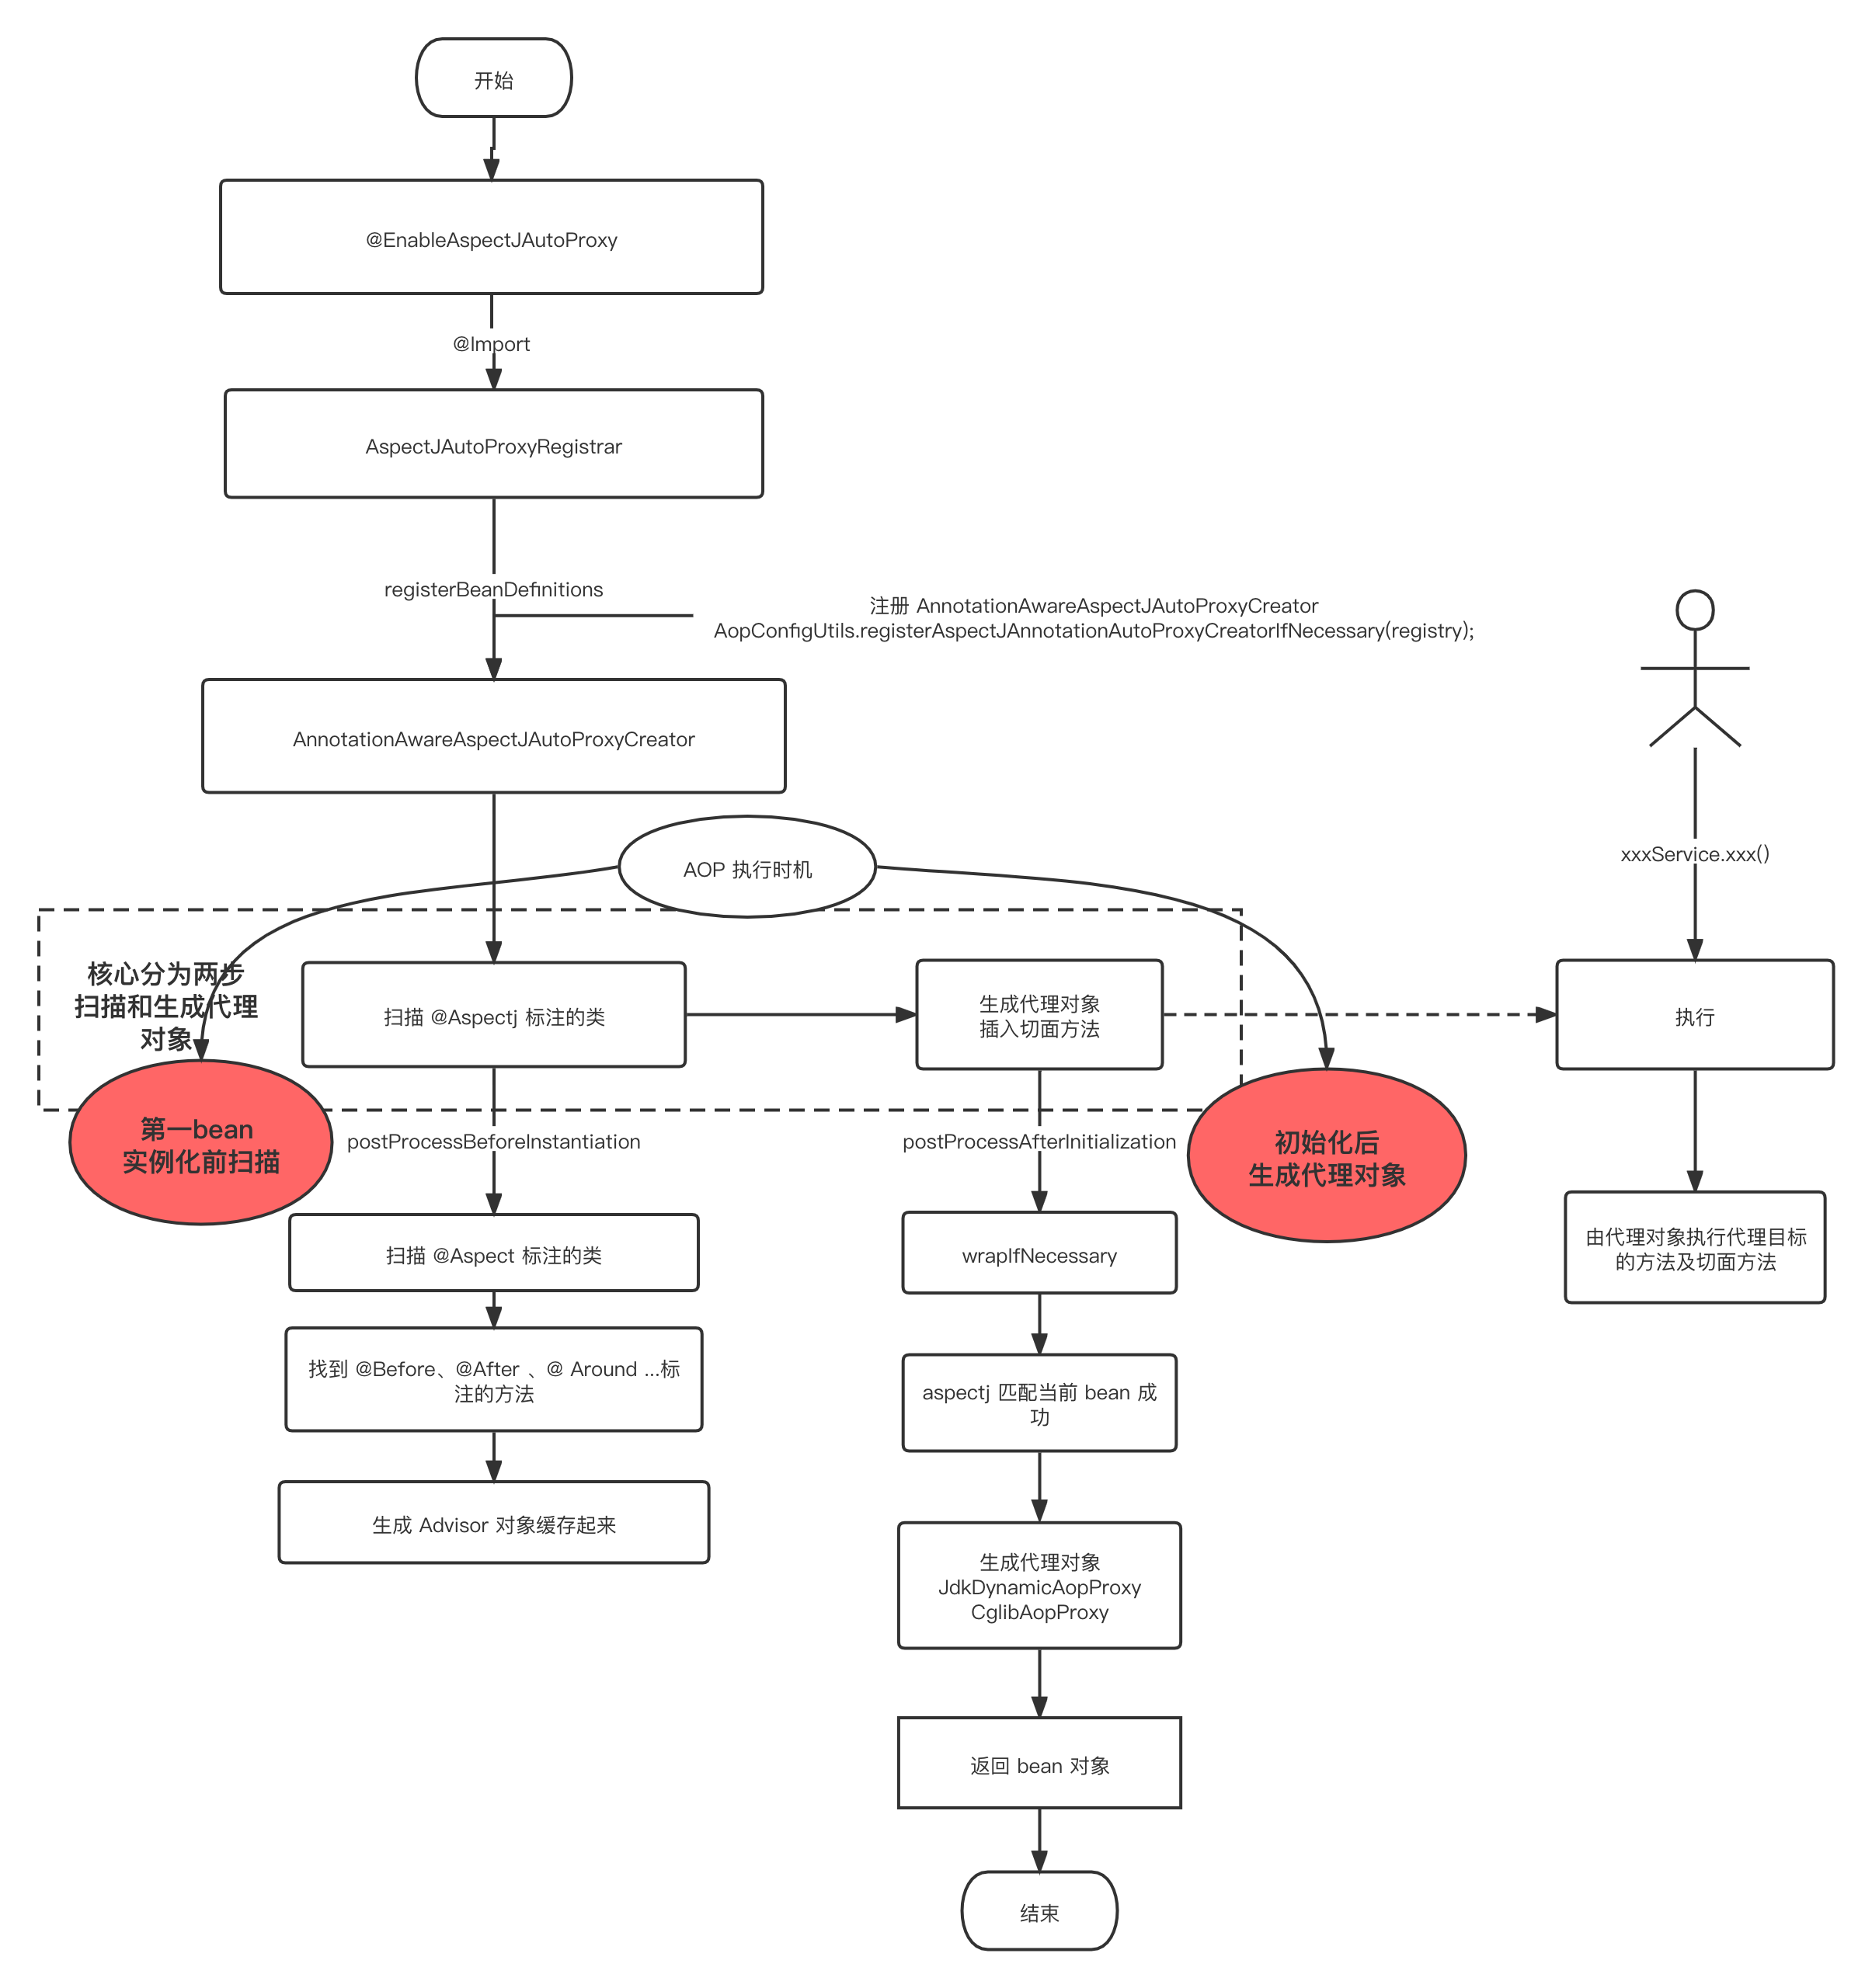 开始
@EnableAspectJAutoProxy
@Import
AspectJAutoProxyRegistrar
registerBeanDefinitions
注册 AnnotationAwareAspectJAutoProxyCreator
AopConfigUtils.registerAspectJAnnotationAutoProxyCreatorIfNecessary(registry);
AnnotationAwareAspectJAutoProxyCreator
AOP 执行时机
xxxService.xxx()
核心分为两步
扫描和生成代理
对象
扫描 @Aspectj 标注的类
生成代理对象
插入切面方法
执行
第一bean
实例化前扫描
postProcessBeforeInstantiation
postProcessAfterInitialization
初始化后
生成代理对象
扫描 @Aspect 标注的类
wrapIfNecessary
由代理对象执行代理目标
的方法及切面方法
找到 @Before、@After 、@ Around ...标
注的方法
aspectj 匹配当前 bean 成
功
生成 Advisor 对象缓存起来
生成代理对象
JdkDynamicAopProxy
CglibAopProxy
返回 bean 对象
结束